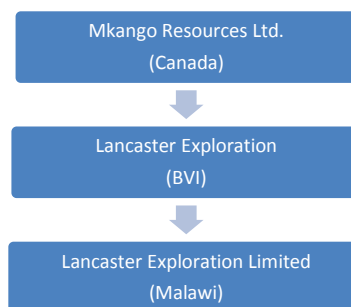 Mkango Resources Ltd.
(Canada)
Lancaster Exploration
(BVI)
Lancaster Exploration Limited
(Malawi)